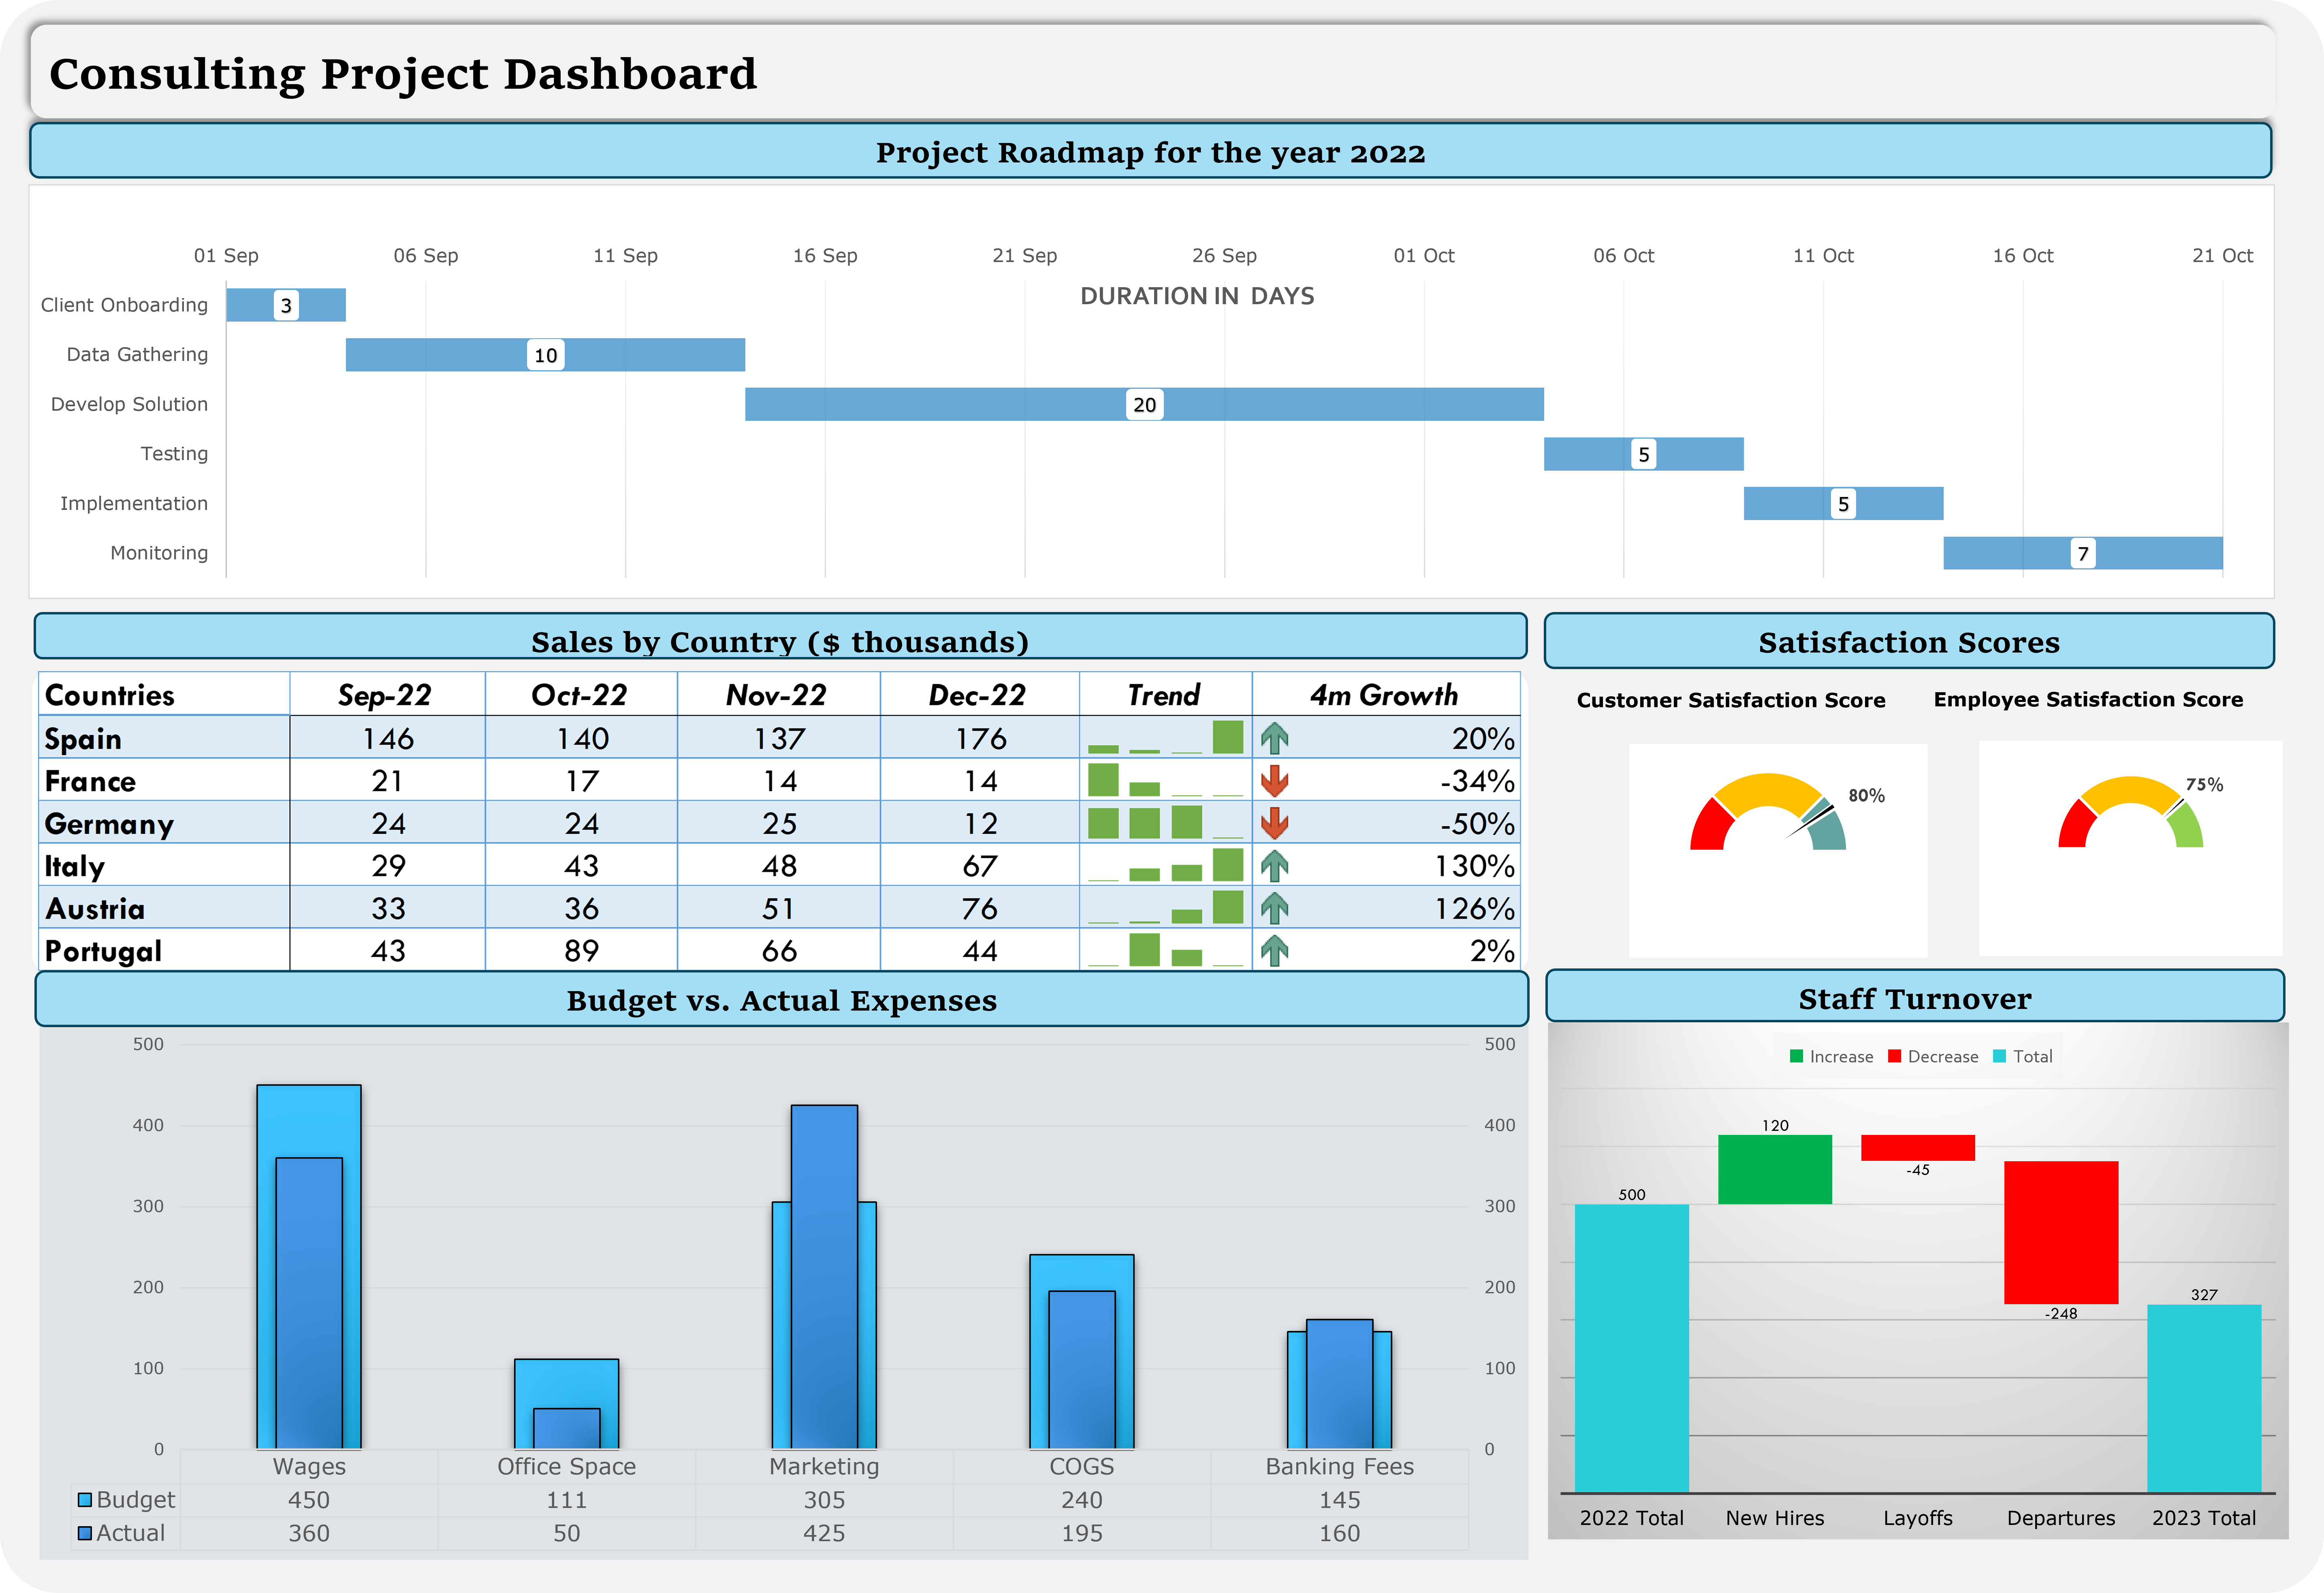 Consulting Project Dashboard
Project Roadmap for the year 2022
01 Sep 06 Sep 11 Sep 16 Sep 21 Sep 26 Sep 01 Oct 06 Oct 11 Oct 16 Oct 21 Oct
DURATION IN DAYS
Client Onboarding 3
Data Gathering 10
Develop Solution 20
Testing 5
Implementation 5
Monitoring 7
Sales by Country ($ thousands)
Countries Sep-22 Oct-22 Nov-22 Dec-22 Trend 4m Growth
Spain 146 140 137 176 20%
France 21 17 14 14 -34%
Germany 24 24 25 12 -50%
Italy 29 43 48 67 130%
Austria 33 36 51 76 126%
Portugal 43 89 66 44 2%
Satisfaction Scores
Customer Satisfaction Score Employee Satisfaction Score
80% 75%
Budget vs. Actual Expenses
500 500
400 400
300 300
200 200
100 100
0 0
Wages Office Space Marketing COGS Banking Fees
Budget 450 111 305 240 145
Actual 360 50 425 195 160
Staff Turnover
Increase Decrease Total
500 120 -45 -248 327
2022 Total New Hires Layoffs Departures 2023 Total